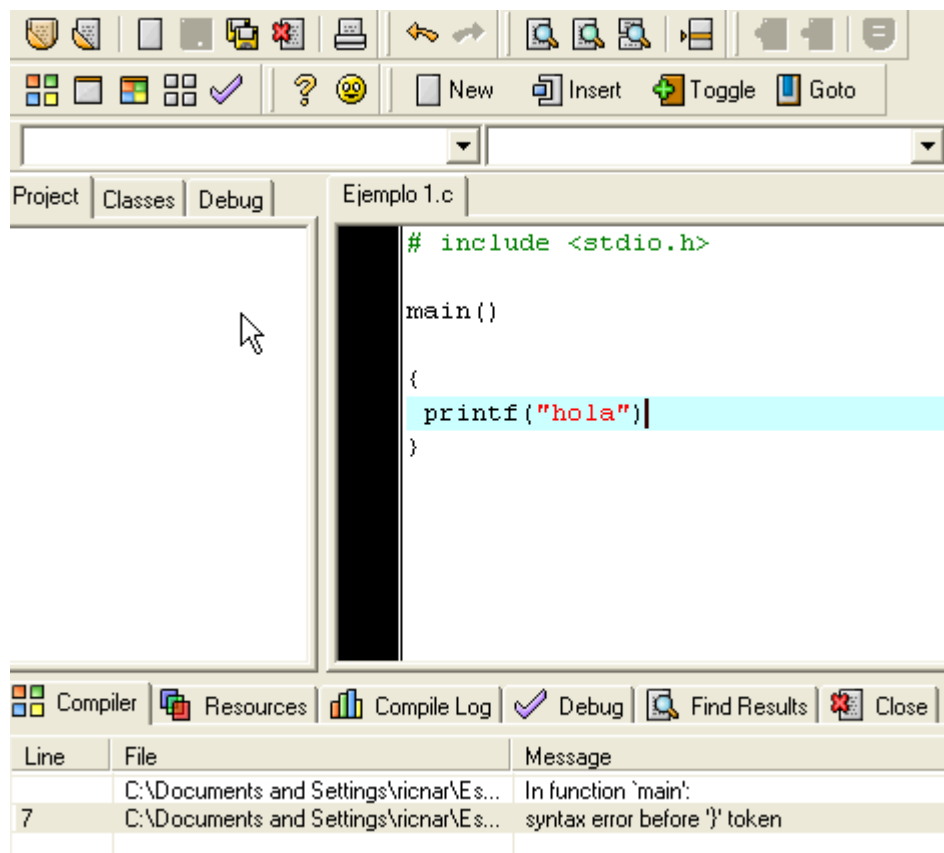 New Insert Toggle Goto
Project Classes Debug
Ejemplo 1.c
# include <stdio.h>
main()
{
printf("hola")
}
Compiler Resources Compile Log Debug Find Results Close
Line File Message
C:\Documents and Settings\ricnar\Es... In function `main':
7 C:\Documents and Settings\ricnar\Es... syntax error before '}' token